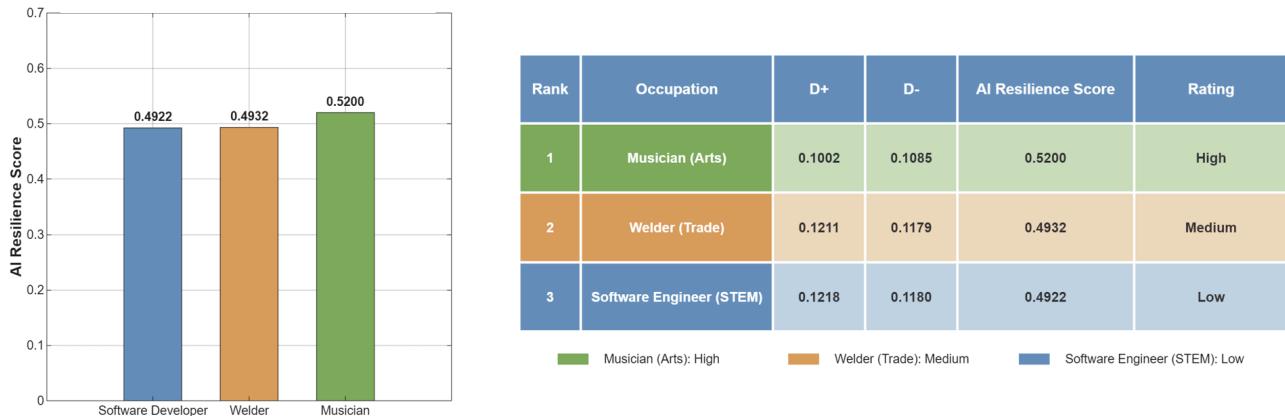 AI Resilience Score
0.7
0.6
0.5
0.4
0.3
0.2
0.1
0
0.4922
0.4932
0.5200
Software Developer Welder Musician
Rank Occupation D+ D- AI Resilience Score Rating
1 Musician (Arts) 0.1002 0.1085 0.5200 High
2 Welder (Trade) 0.1211 0.1179 0.4932 Medium
3 Software Engineer (STEM) 0.1218 0.1180 0.4922 Low
Musician (Arts): High Welder (Trade): Medium Software Engineer (STEM): Low